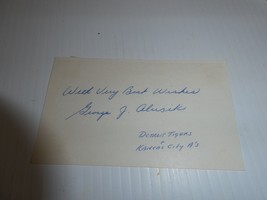 With Very Best Wishes
George J. Alusik
Detroit Tigers
Kansas City A's